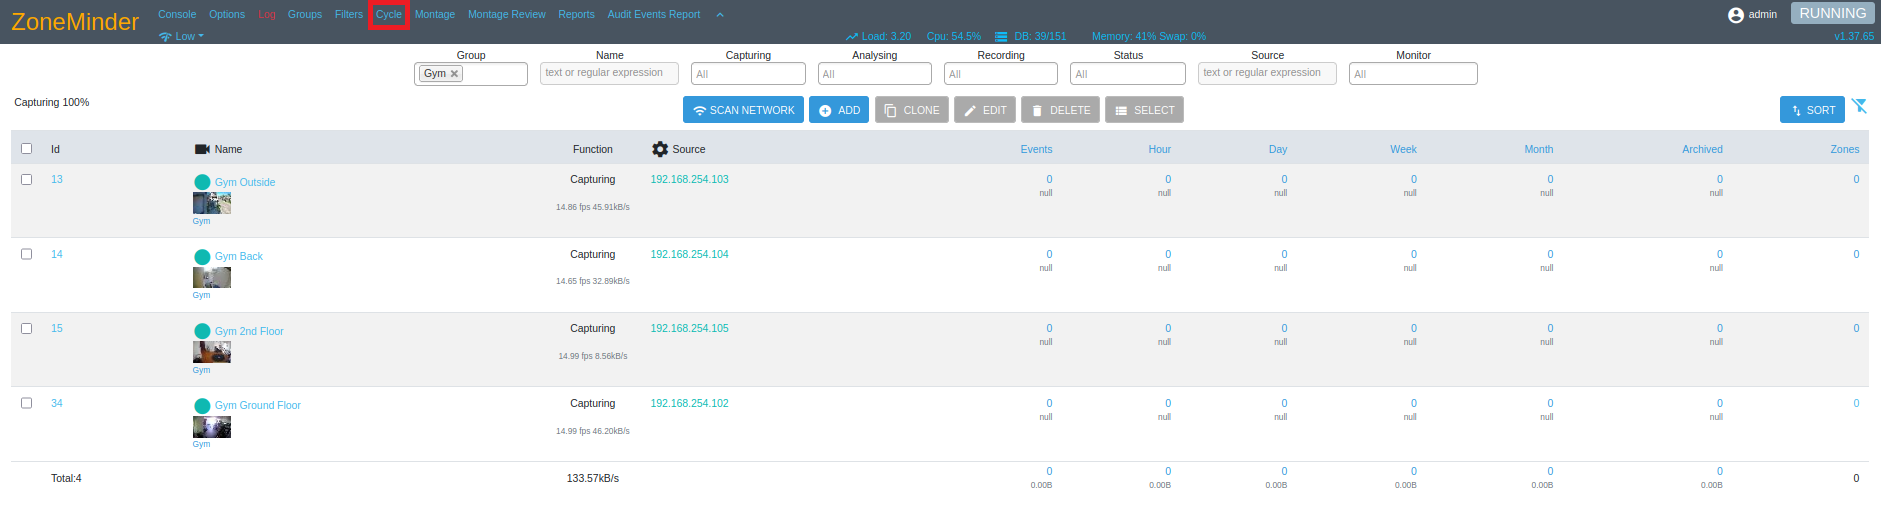 ZoneMinder Console Options Log Groups Filters Cycle Montage Montage Review Reports Audit Events Report admin RUNNING
Low Load: 3.20 Cpu: 54.5% DB: 39/151 Memory: 41% Swap: 0% v1.37.65
Group Name Capturing Analysing Recording Status Source Monitor
Gym text or regular expression All All All All text or regular expression All
Capturing 100% SCAN NETWORK ADD CLONE EDIT DELETE SELECT SORT
Id Name Function Source Events Hour Day Week Month Archived Zones
13 Gym Outside Capturing 192.168.254.103 0 0 0 0 0 0 0
null null null null null null
14.86 fps 45.91kB/s
Gym
14 Gym Back Capturing 192.168.254.104 0 0 0 0 0 0 0
null null null null null null
14.65 fps 32.89kB/s
Gym
15 Gym 2nd Floor Capturing 192.168.254.105 0 0 0 0 0 0 0
null null null null null null
14.99 fps 8.56kB/s
Gym
34 Gym Ground Floor Capturing 192.168.254.102 0 0 0 0 0 0 0
null null null null null null
14.99 fps 46.20kB/s
Gym
Total:4 133.57kB/s 0 0 0 0 0 0 0
0.00B 0.00B 0.00B 0.00B 0.00B 0.00B